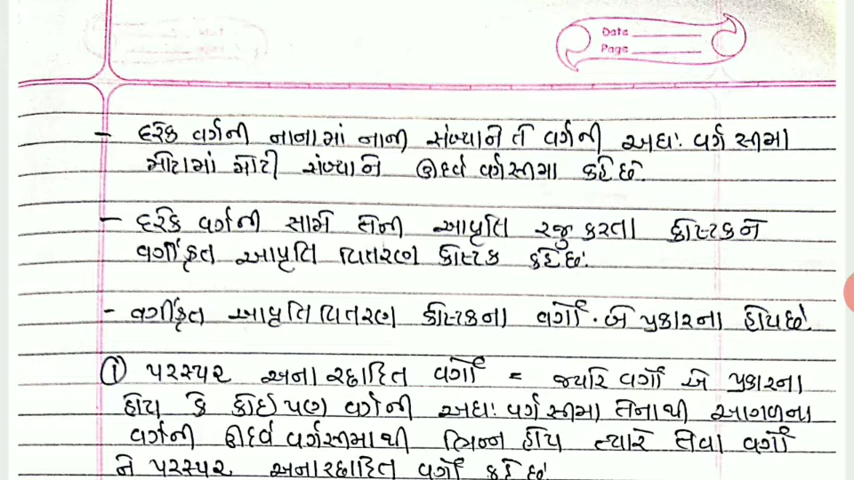 Date
Page
- દરેક વર્ગની નાનામાં નાની સંખ્યાને તે વર્ગની અધઃ વર્ગસીમા
મોટામાં મોટી સંખ્યાને ઊર્ધ્વ વર્ગસીમા કહે છે.
- દરેક વર્ગની સામે તેની આવૃતિ રજુ કરતા કોષ્ટકને
વર્ગીકૃત આવૃતિ વિતરણ કોષ્ટક કહે છે.
- વર્ગીકૃત આવૃતિ વિતરણ કોષ્ટકના વર્ગો બે પ્રકારના હોય છે
① પરસ્પર અનારછાદિત વર્ગો = જ્યારે વર્ગો એ પ્રકારના
હોય કે કોઈપણ વર્ગની અધઃ વર્ગસીમા તેનાથી આગળના
વર્ગની ઊર્ધ્વ વર્ગસીમાથી ભિન્ન હોય ત્યારે તેવા વર્ગો
ને પરસ્પર અનારછાદિત વર્ગો કહે છે.